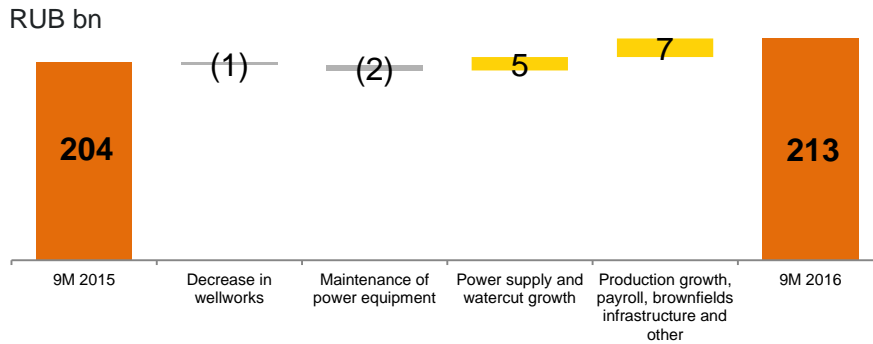 RUB bn
(1)
(2)
5
7
204
213
9M 2015
Decrease in
wellworks
Maintenance of
power equipment
Power supply and
watercut growth
Production growth,
payroll, brownfields
infrastructure and
other
9M 2016